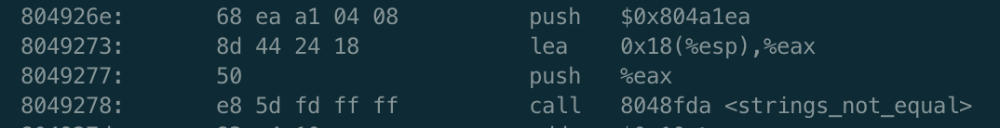 804926e: 68 ea a1 04 08 push $0x804a1ea
8049273: 8d 44 24 18 lea 0x18(%esp),%eax
8049277: 50 push %eax
8049278: e8 5d fd ff ff call 8048fda <strings_not_equal>